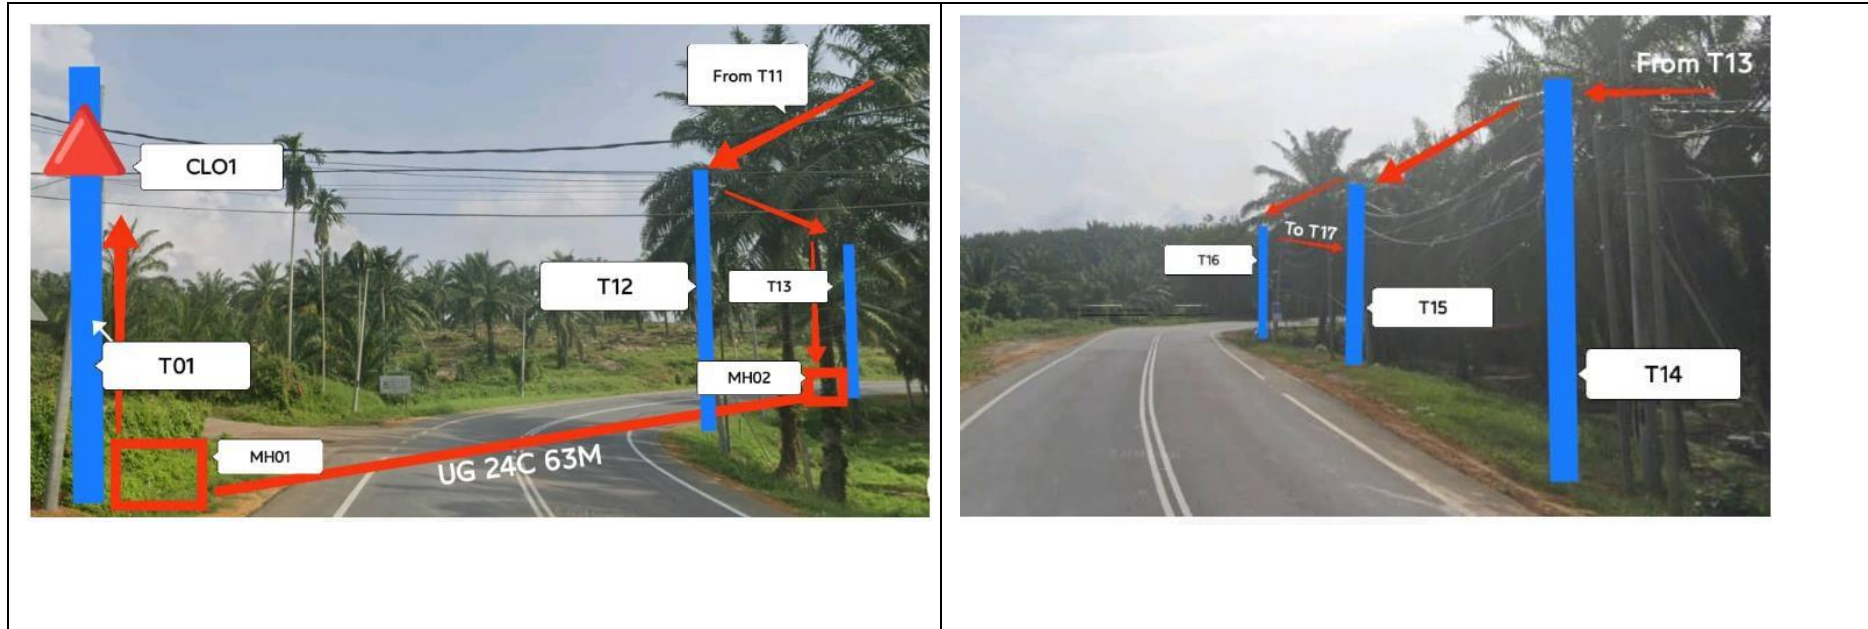 From T11
CLO1
T12
T13
T01
MH02
MH01
UG 24C 63M
From T13
To T17
T16
T15
T14